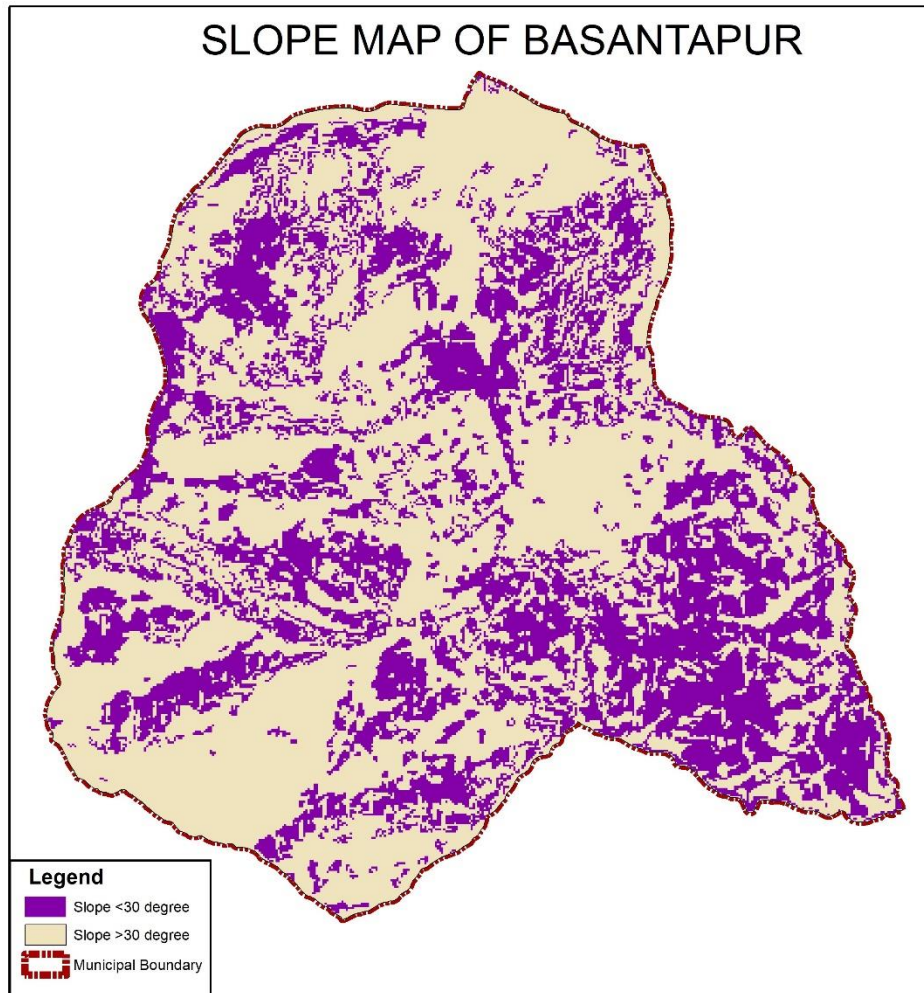 SLOPE MAP OF BASANTAPUR
Legend
Slope <30 degree
Slope >30 degree
Municipal Boundary